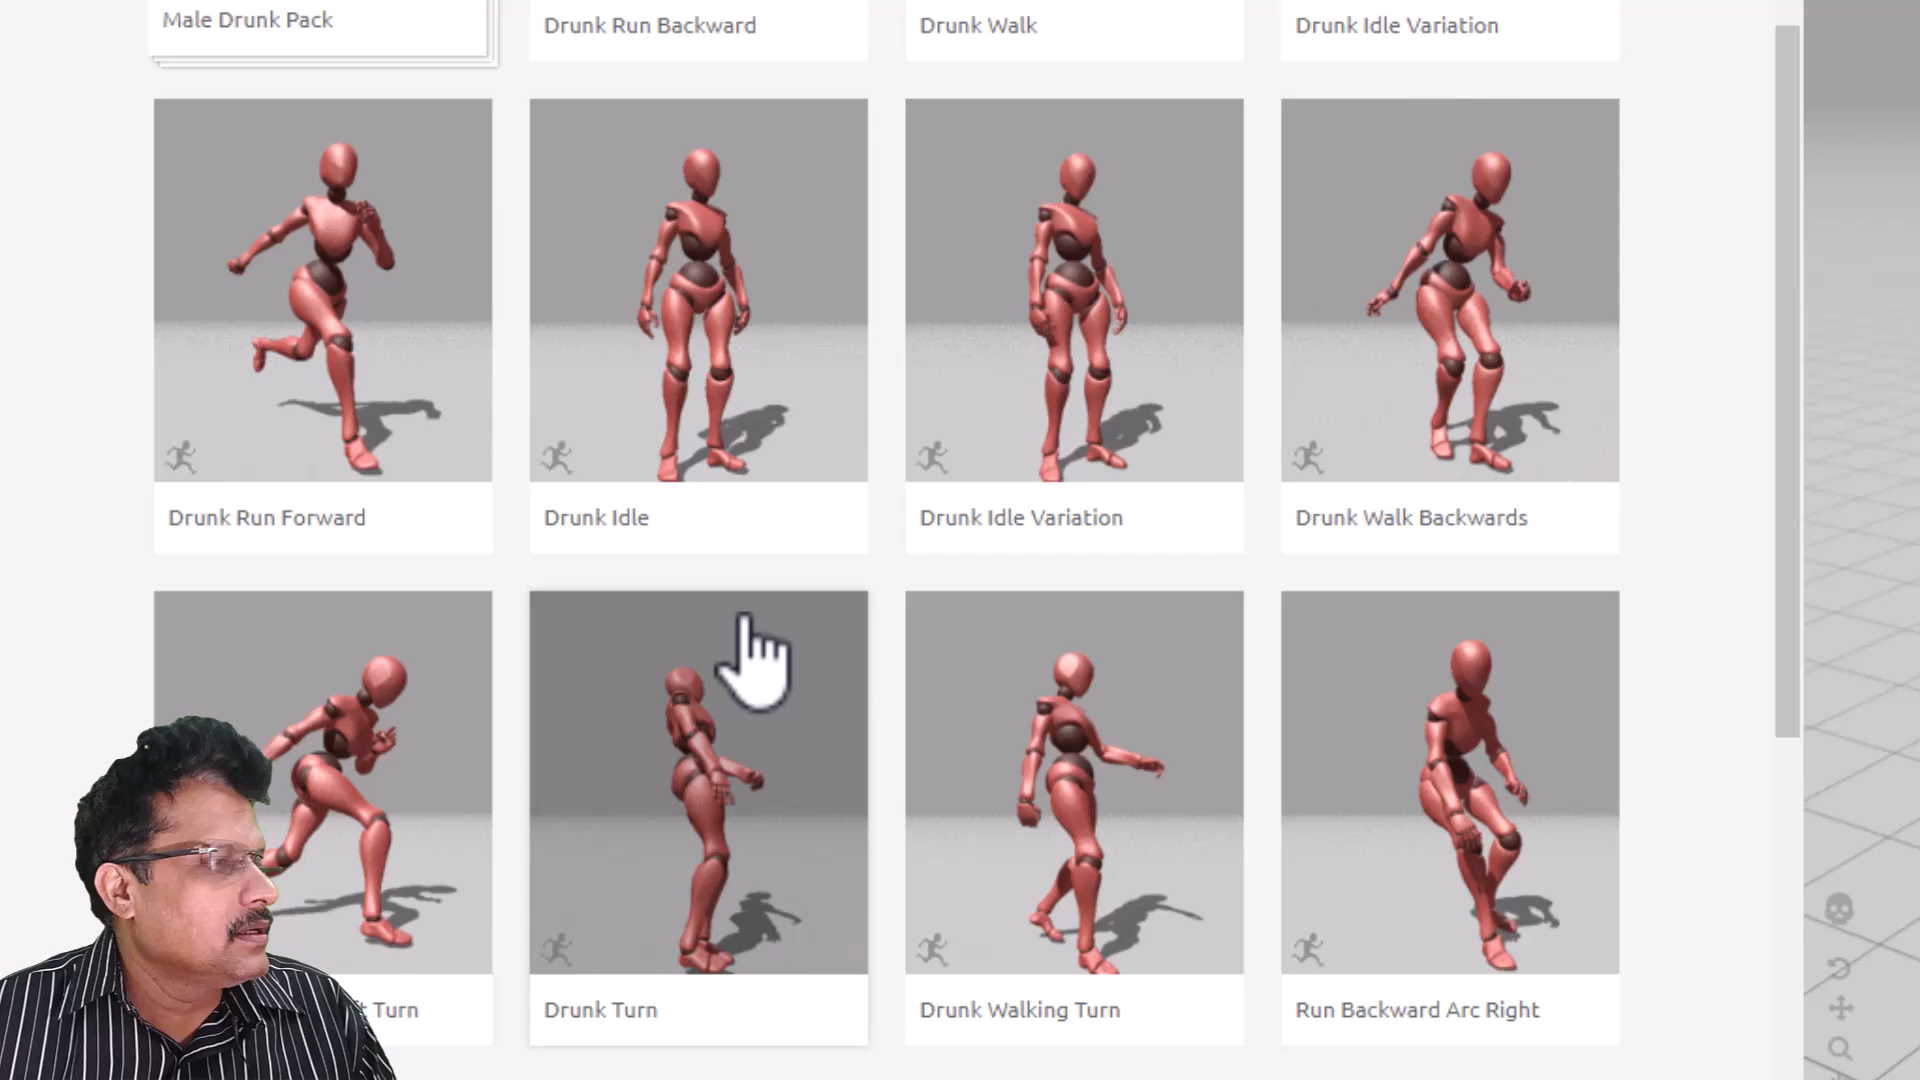 Male Drunk Pack
Drunk Run Backward
Drunk Walk
Drunk Idle Variation
Drunk Run Forward
Drunk Idle
Drunk Idle Variation
Drunk Walk Backwards
Turn
Drunk Turn
Drunk Walking Turn
Run Backward Arc Right